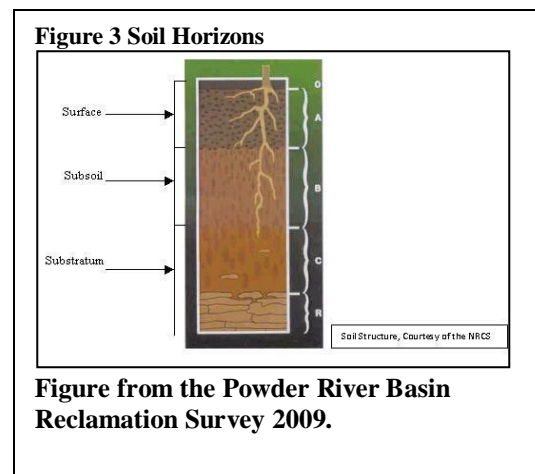 Figure 3 Soil Horizons
O
Surface
A
Subsoil
B
Substratum
C
R
Soil Structure, Courtesy of the NRCS
Figure from the Powder River Basin
Reclamation Survey 2009.